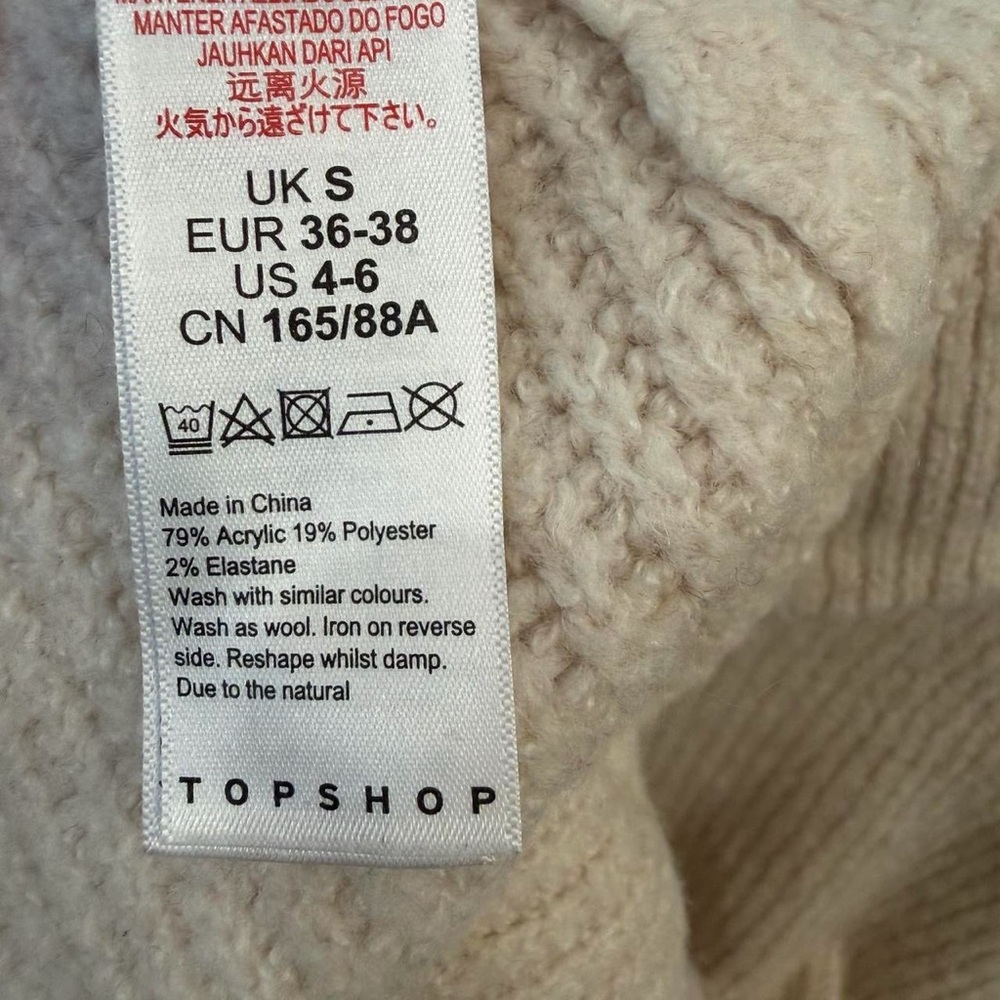 MANTER AFASTADO DO FOGO
JAUHKAN DARI API
远离火源
火気から遠ざけて下さい。
UK S
EUR 36-38
US 4-6
CN 165/88A
40
Made in China
79% Acrylic 19% Polyester
2% Elastane
Wash with similar colours.
Wash as wool. Iron on reverse
side. Reshape whilst damp.
Due to the natural
TOPSHOP